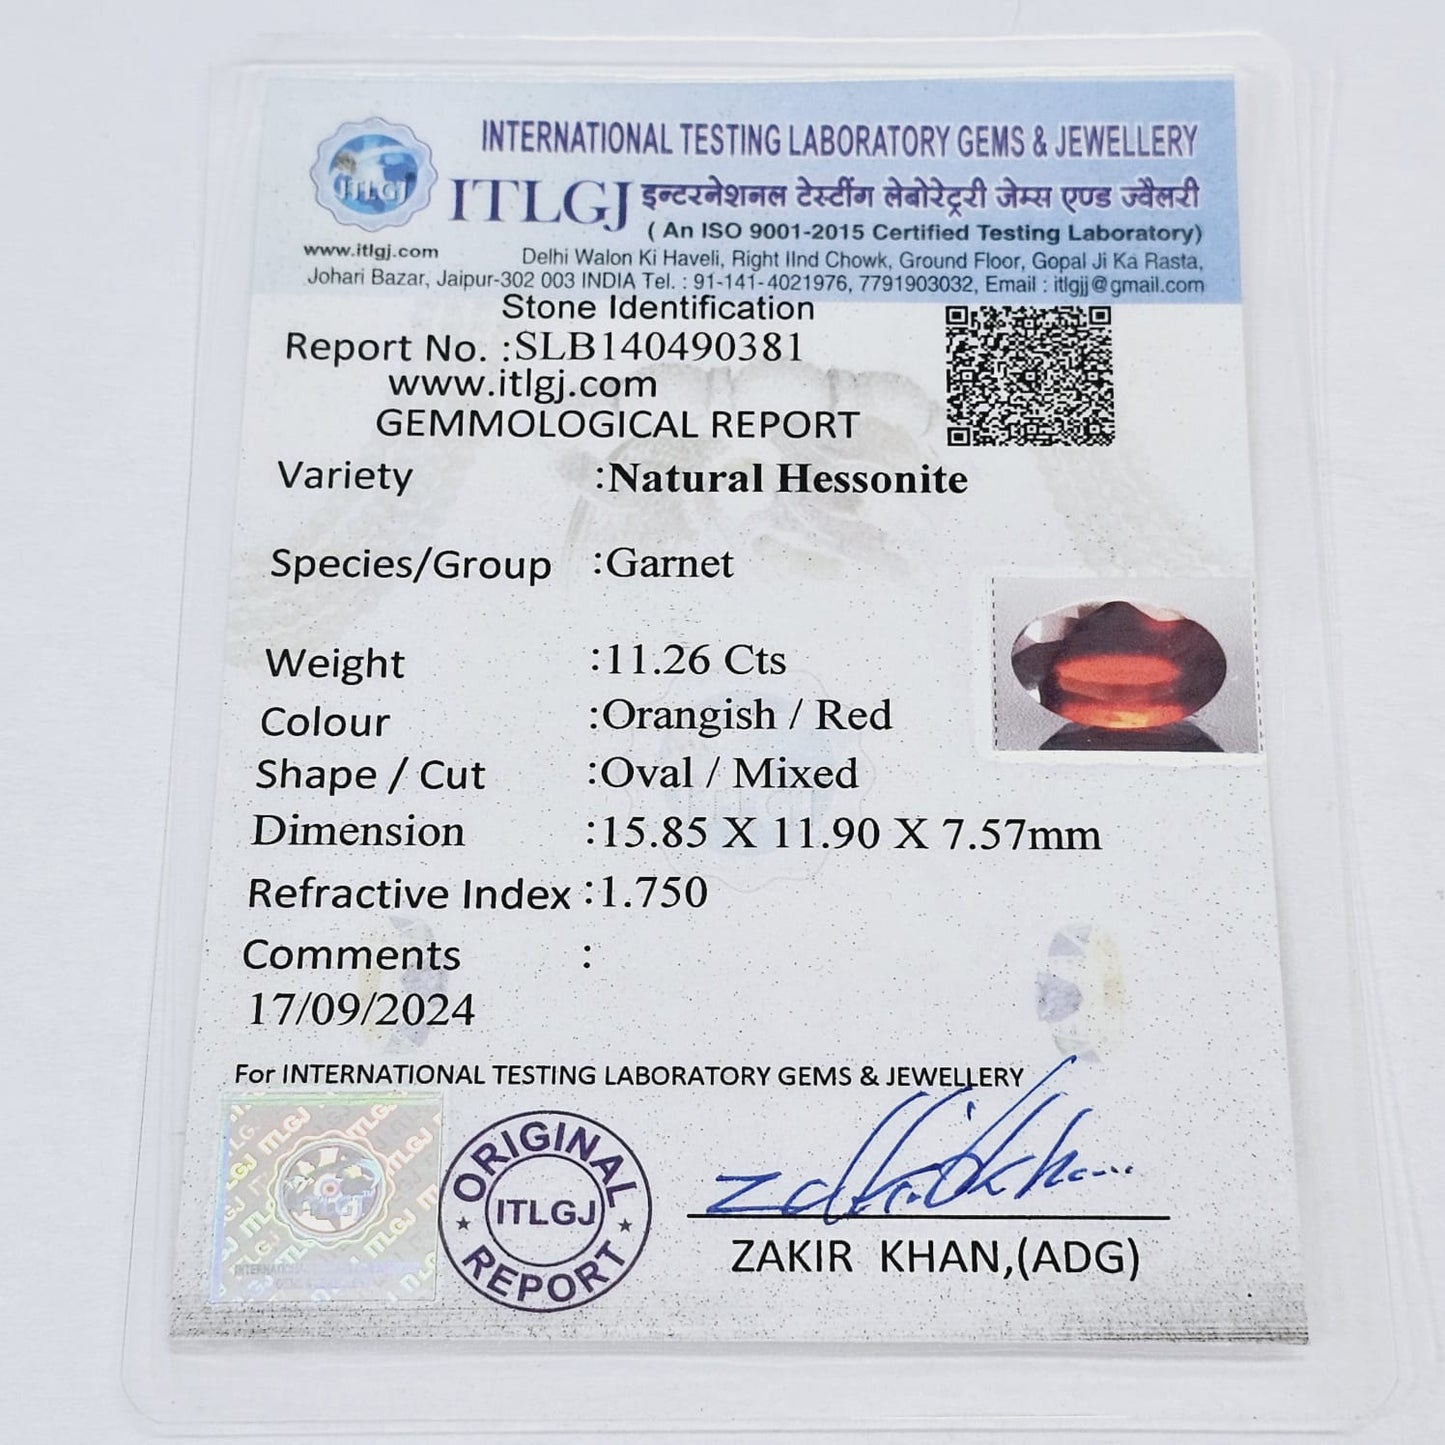 INTERNATIONAL TESTING LABORATORY GEMS & JEWELLERY
ITLGJ
ITLGJ इन्टरनेशनल टेस्टींग लेबोरेट्ररी जेम्स एण्ड ज्वैलरी
( An ISO 9001-2015 Certified Testing Laboratory)
www.itlgj.com Delhi Walon Ki Haveli, Right IInd Chowk, Ground Floor, Gopal Ji Ka Rasta,
Johari Bazar, Jaipur-302 003 INDIA Tel. : 91-141-4021976, 7791903032, Email : itlgjj@gmail.com
Stone Identification
Report No. :SLB140490381
www.itlgj.com
GEMMOLOGICAL REPORT
Variety :Natural Hessonite
Species/Group :Garnet
Weight :11.26 Cts
Colour :Orangish / Red
Shape / Cut :Oval / Mixed
Dimension :15.85 X 11.90 X 7.57mm
Refractive Index :1.750
Comments :
17/09/2024
For INTERNATIONAL TESTING LABORATORY GEMS & JEWELLERY
ORIGINAL
ITLGJ
REPORT
ZAKIR KHAN,(ADG)